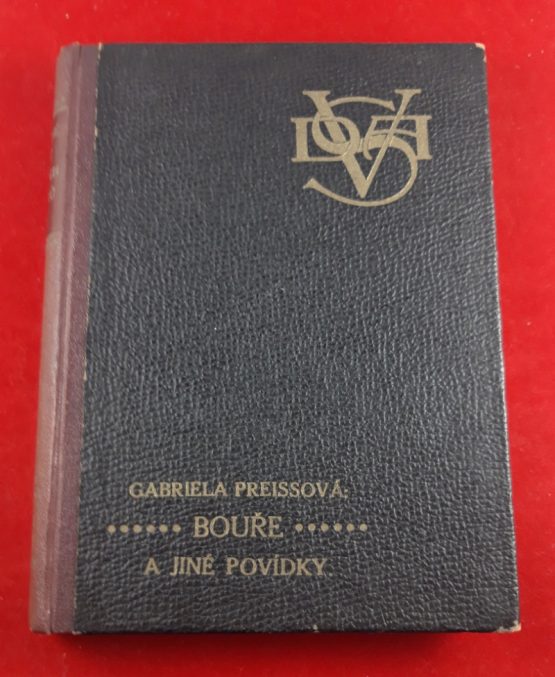 GABRIELA PREISSOVÁ:
•••••• BOUŘE ••••••
A JINÉ POVÍDKY.